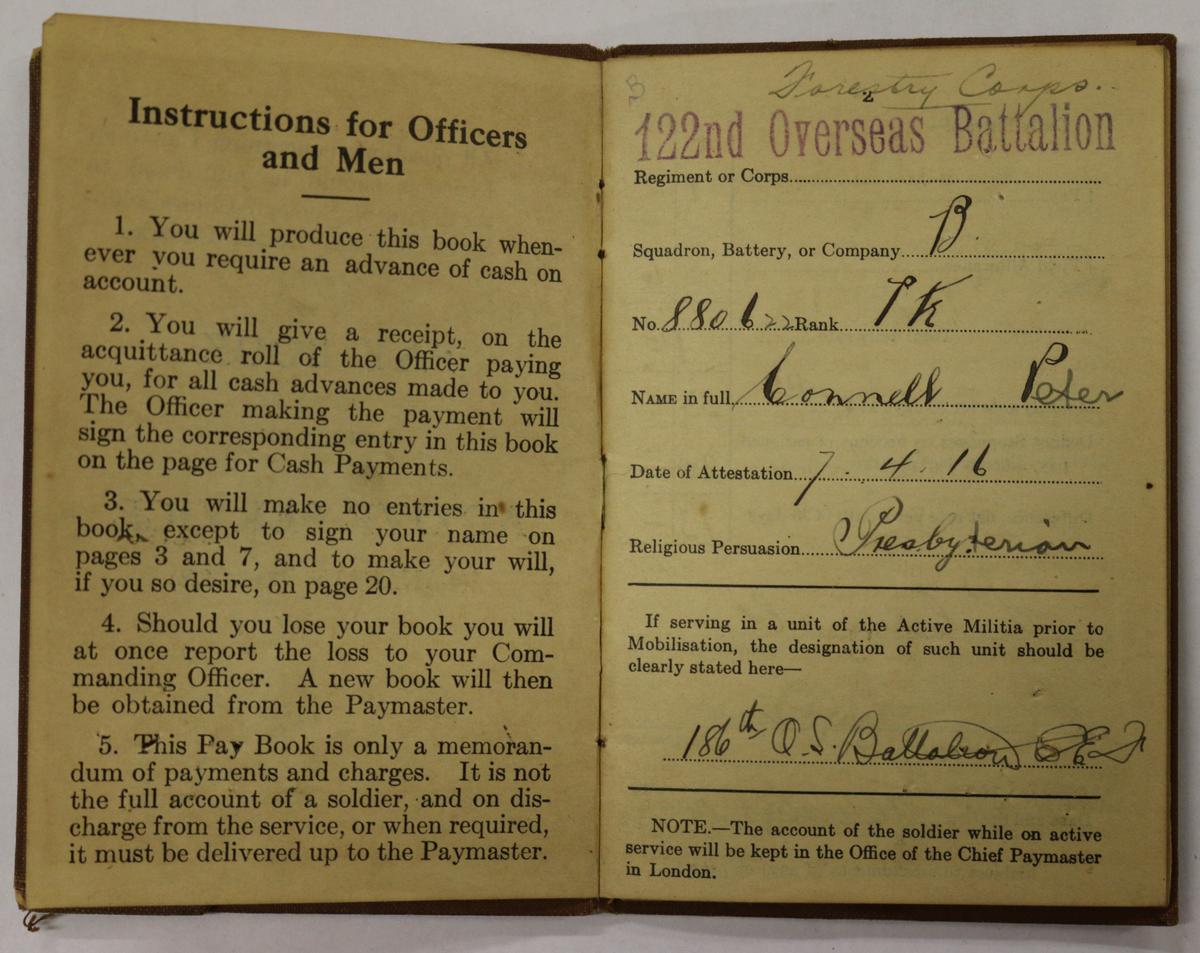 Instructions for Officers
and Men
1. You will produce this book when-
ever you require an advance of cash on
account.
2. You will give a receipt, on the
acquittance roll of the Officer paying
you, for all cash advances made to you.
The Officer making the payment will
sign the corresponding entry in this book
on the page for Cash Payments.
3. You will make no entries in this
book, except to sign your name on
pages 3 and 7, and to make your will,
if you so desire, on page 20.
4. Should you lose your book you will
at once report the loss to your Com-
manding Officer. A new book will then
be obtained from the Paymaster.
5. This Pay Book is only a memoran-
dum of payments and charges. It is not
the full account of a soldier, and on dis-
charge from the service, or when required,
it must be delivered up to the Paymaster.
B
Forestry Corps.
2
122nd Overseas Battalion
Regiment or Corps
Squadron, Battery, or Company B
No. 880622 Rank
NAME in full, Connell Peter
Date of Attestation 7. 4. 16
Religious Persuasion Presbyterian
If serving in a unit of the Active Militia prior to
Mobilisation, the designation of such unit should be
clearly stated here—
186th O.S. Battalion CEF
NOTE.—The account of the soldier while on active
service will be kept in the Office of the Chief Paymaster
in London.